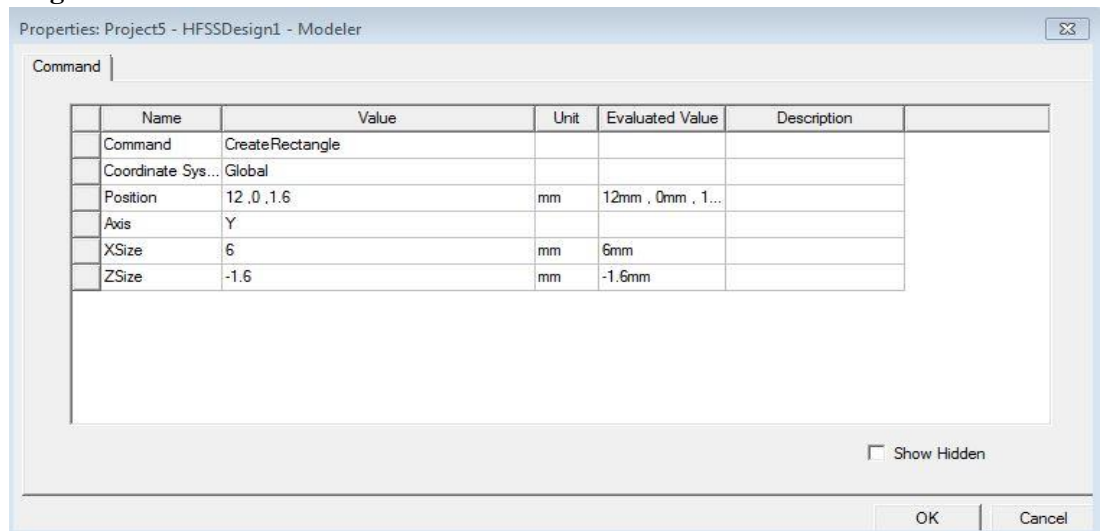 Properties: Project5 - HFSSDesign1 - Modeler
Command
Name Value Unit Evaluated Value Description
Command CreateRectangle
Coordinate Sys... Global
Position 12 ,0 ,1.6 mm 12mm , 0mm , 1...
Axis Y
XSize 6 mm 6mm
ZSize -1.6 mm -1.6mm
Show Hidden
OK Cancel